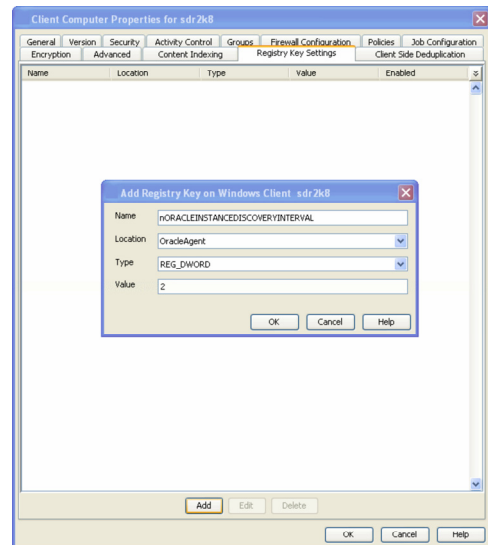 Client Computer Properties for sdr2k8
General Version Security Activity Control Groups Firewall Configuration Policies Job Configuration
Encryption Advanced Content Indexing Registry Key Settings Client Side Deduplication
Name Location Type Value Enabled
Add Registry Key on Windows Client sdr2k8
Name nORACLEINSTANCEDISCOVERYINTERVAL
Location OracleAgent
Type REG_DWORD
Value 2
OK Cancel Help
Add Edit Delete
OK Cancel Help